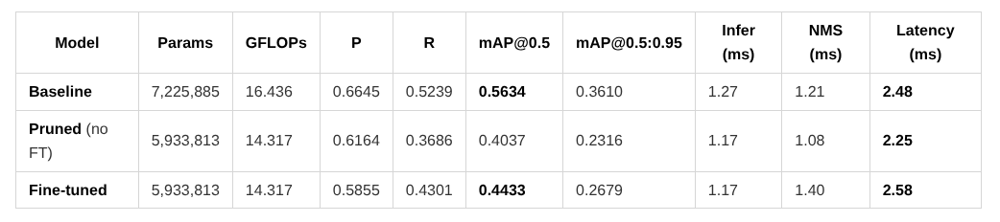 Model Params GFLOPs P R mAP@0.5 mAP@0.5:0.95 Infer (ms) NMS (ms) Latency (ms)
Baseline 7,225,885 16.436 0.6645 0.5239 0.5634 0.3610 1.27 1.21 2.48
Pruned (no FT) 5,933,813 14.317 0.6164 0.3686 0.4037 0.2316 1.17 1.08 2.25
Fine-tuned 5,933,813 14.317 0.5855 0.4301 0.4433 0.2679 1.17 1.40 2.58